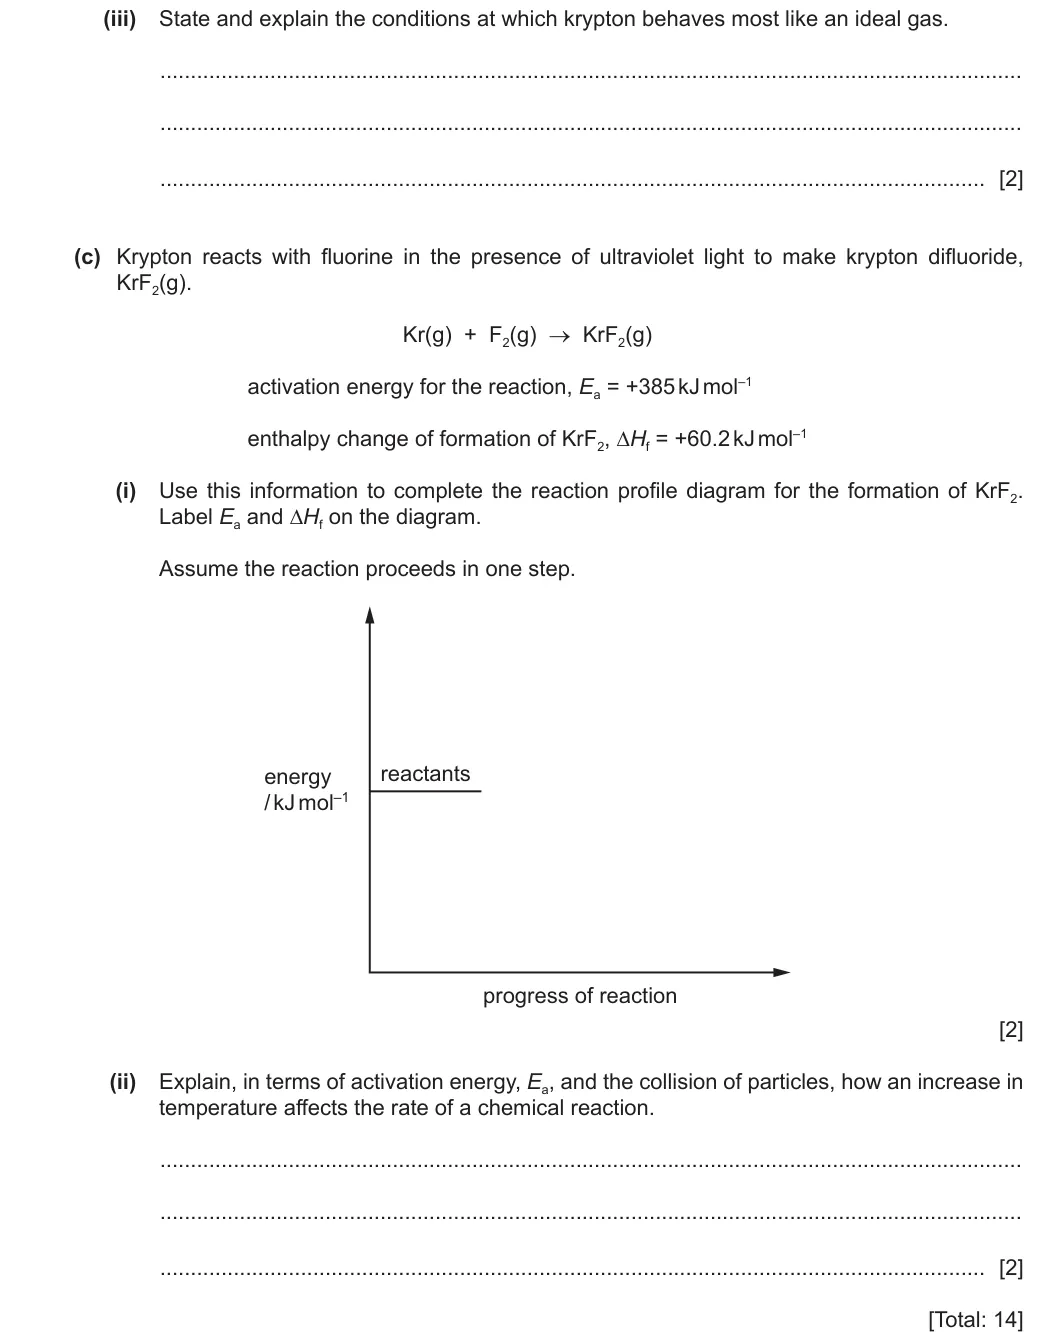 (iii) State and explain the conditions at which krypton behaves most like an ideal gas.
..........................................................................................................................................
..........................................................................................................................................
.................................................................................................................................... [2]
(c) Krypton reacts with fluorine in the presence of ultraviolet light to make krypton difluoride,
KrF₂(g).
Kr(g) + F₂(g) → KrF₂(g)
activation energy for the reaction, Eₐ = +385 kJ mol⁻¹
enthalpy change of formation of KrF₂, ΔHf = +60.2 kJ mol⁻¹
(i) Use this information to complete the reaction profile diagram for the formation of KrF₂.
Label Eₐ and ΔHf on the diagram.
Assume the reaction proceeds in one step.
reactants
energy
/ kJ mol⁻¹
progress of reaction
[2]
(ii) Explain, in terms of activation energy, Eₐ, and the collision of particles, how an increase in
temperature affects the rate of a chemical reaction.
..........................................................................................................................................
..........................................................................................................................................
.................................................................................................................................... [2]
[Total: 14]